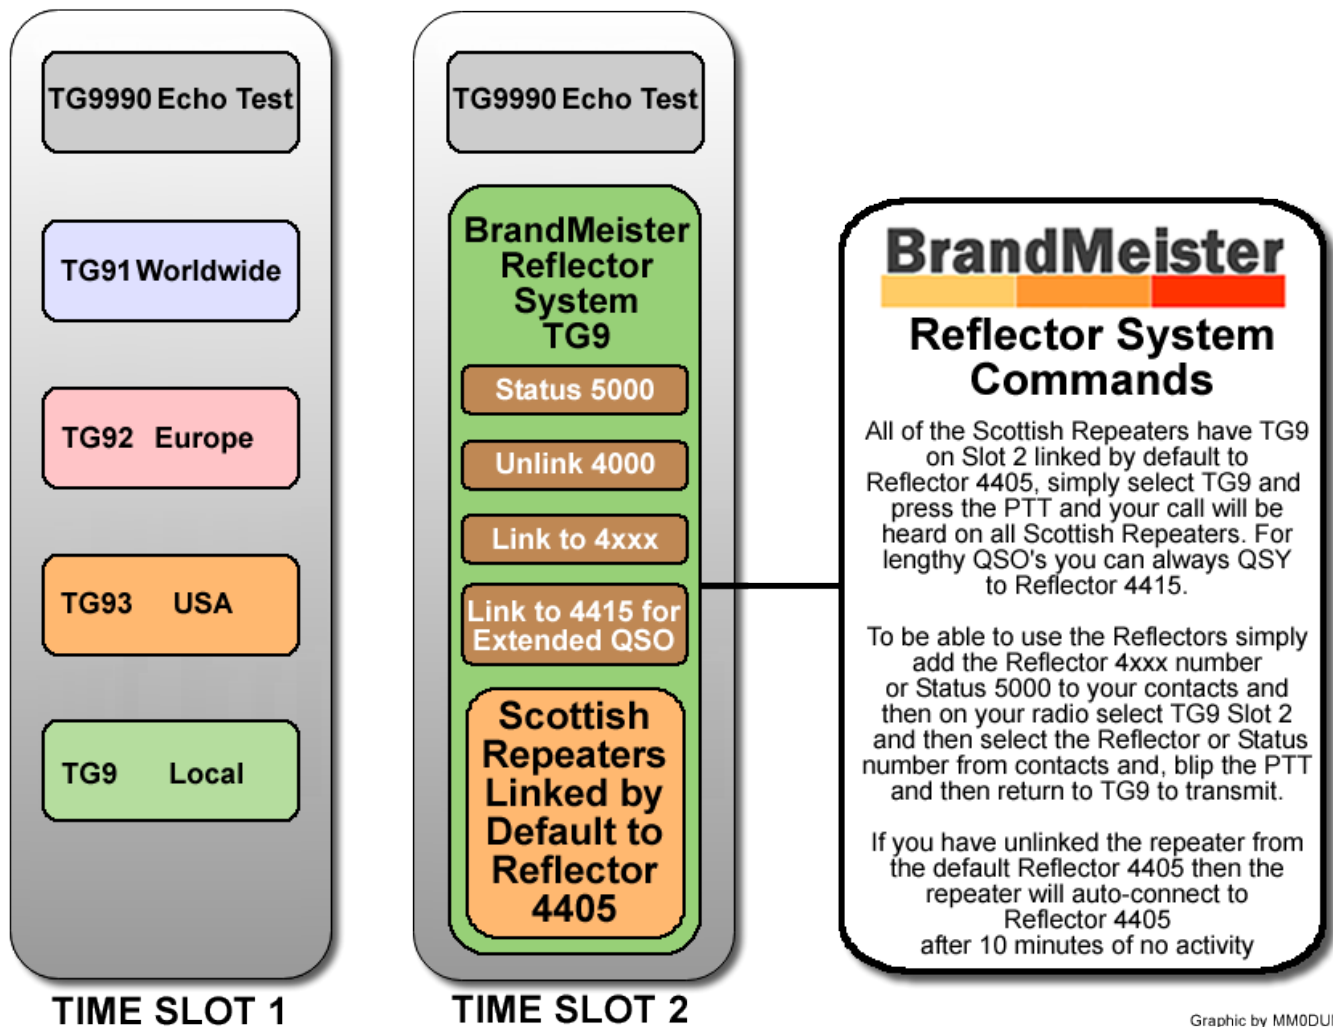 TG9990 Echo Test
TG91 Worldwide
TG92 Europe
TG93 USA
TG9 Local
TIME SLOT 1
TG9990 Echo Test
BrandMeister
Reflector
System
TG9
Status 5000
Unlink 4000
Link to 4xxx
Link to 4415 for
Extended QSO
Scottish
Repeaters
Linked by
Default to
Reflector
4405
TIME SLOT 2
BrandMeister
Reflector System
Commands
All of the Scottish Repeaters have TG9
on Slot 2 linked by default to
Reflector 4405, simply select TG9 and
press the PTT and your call will be
heard on all Scottish Repeaters. For
lengthy QSO's you can always QSY
to Reflector 4415.
To be able to use the Reflectors simply
add the Reflector 4xxx number
or Status 5000 to your contacts and
then on your radio select TG9 Slot 2
and then select the Reflector or Status
number from contacts and, blip the PTT
and then return to TG9 to transmit.
If you have unlinked the repeater from
the default Reflector 4405 then the
repeater will auto-connect to
Reflector 4405
after 10 minutes of no activity
Graphic by